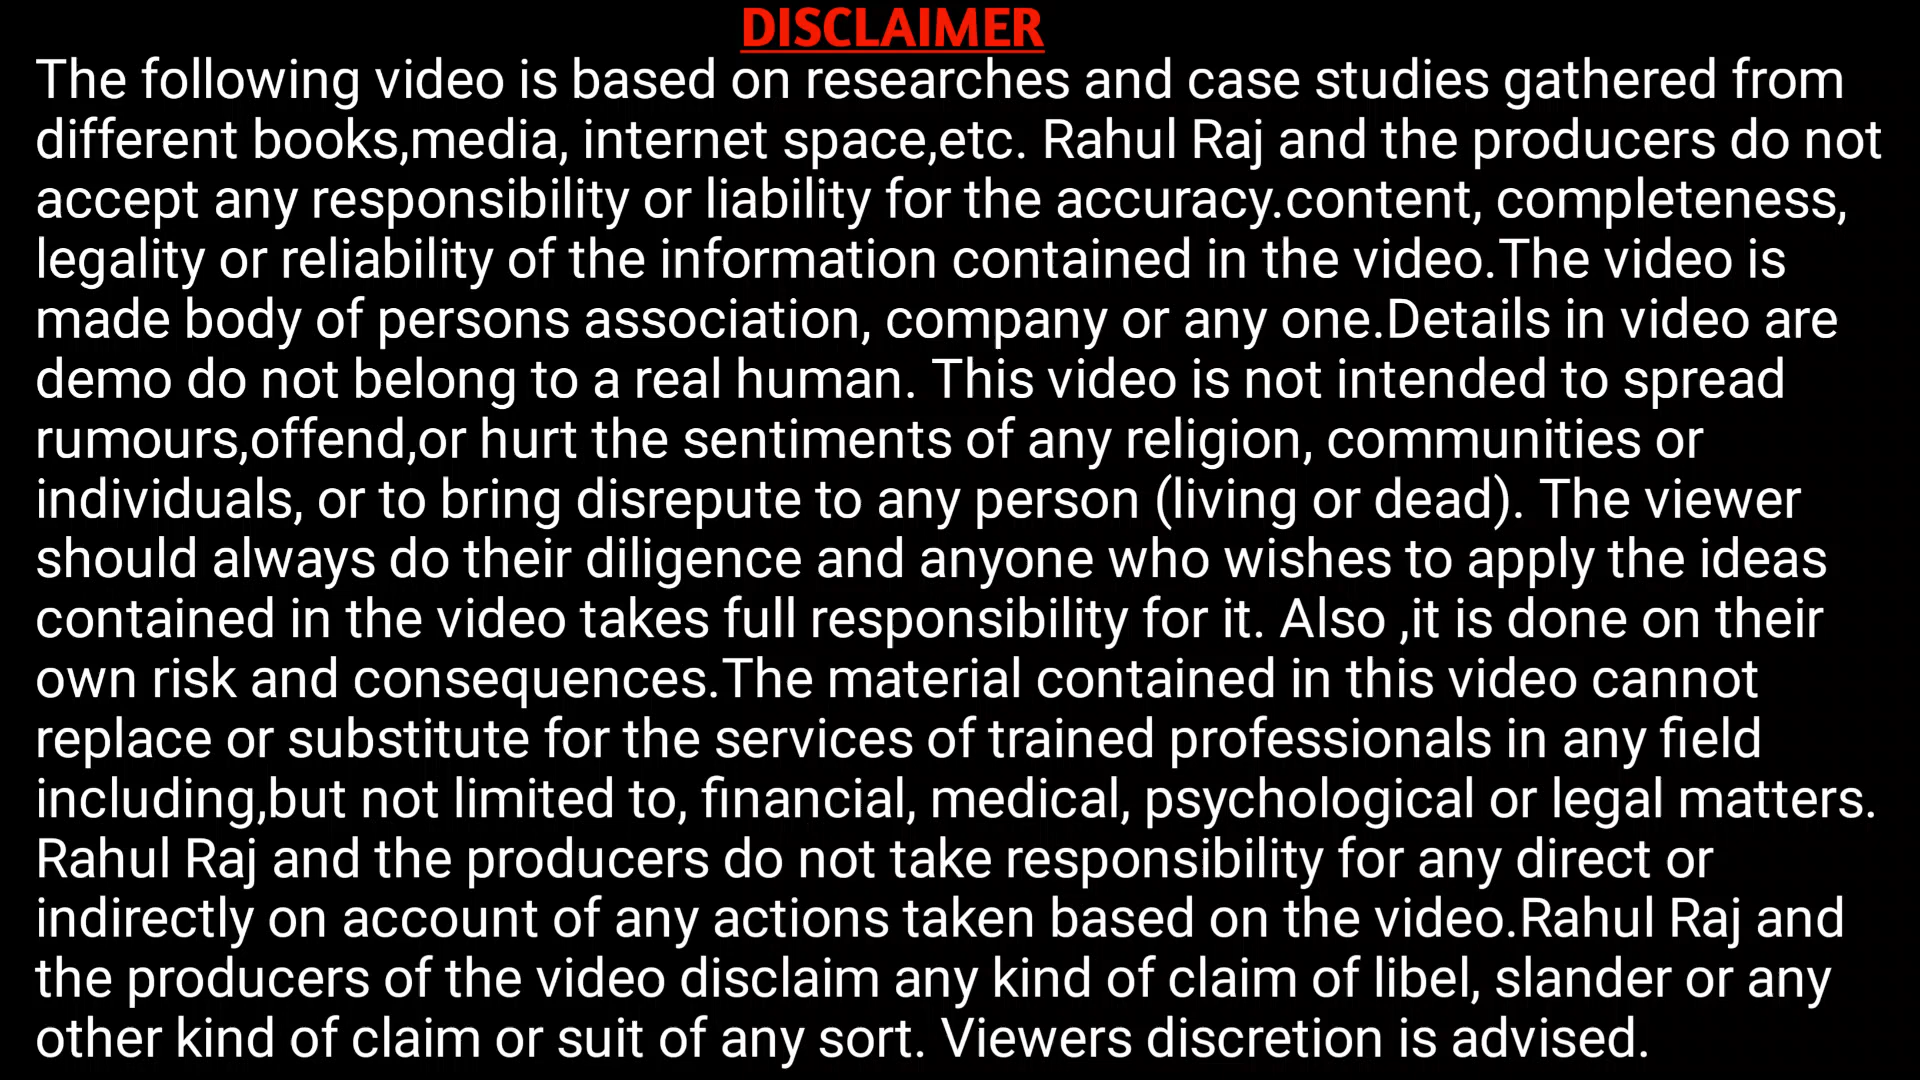 DISCLAIMER
The following video is based on researches and case studies gathered from
different books,media, internet space,etc. Rahul Raj and the producers do not
accept any responsibility or liability for the accuracy.content, completeness,
legality or reliability of the information contained in the video.The video is
made body of persons association, company or any one.Details in video are
demo do not belong to a real human. This video is not intended to spread
rumours,offend,or hurt the sentiments of any religion, communities or
individuals, or to bring disrepute to any person (living or dead). The viewer
should always do their diligence and anyone who wishes to apply the ideas
contained in the video takes full responsibility for it. Also ,it is done on their
own risk and consequences.The material contained in this video cannot
replace or substitute for the services of trained professionals in any field
including,but not limited to, financial, medical, psychological or legal matters.
Rahul Raj and the producers do not take responsibility for any direct or
indirectly on account of any actions taken based on the video.Rahul Raj and
the producers of the video disclaim any kind of claim of libel, slander or any
other kind of claim or suit of any sort. Viewers discretion is advised.